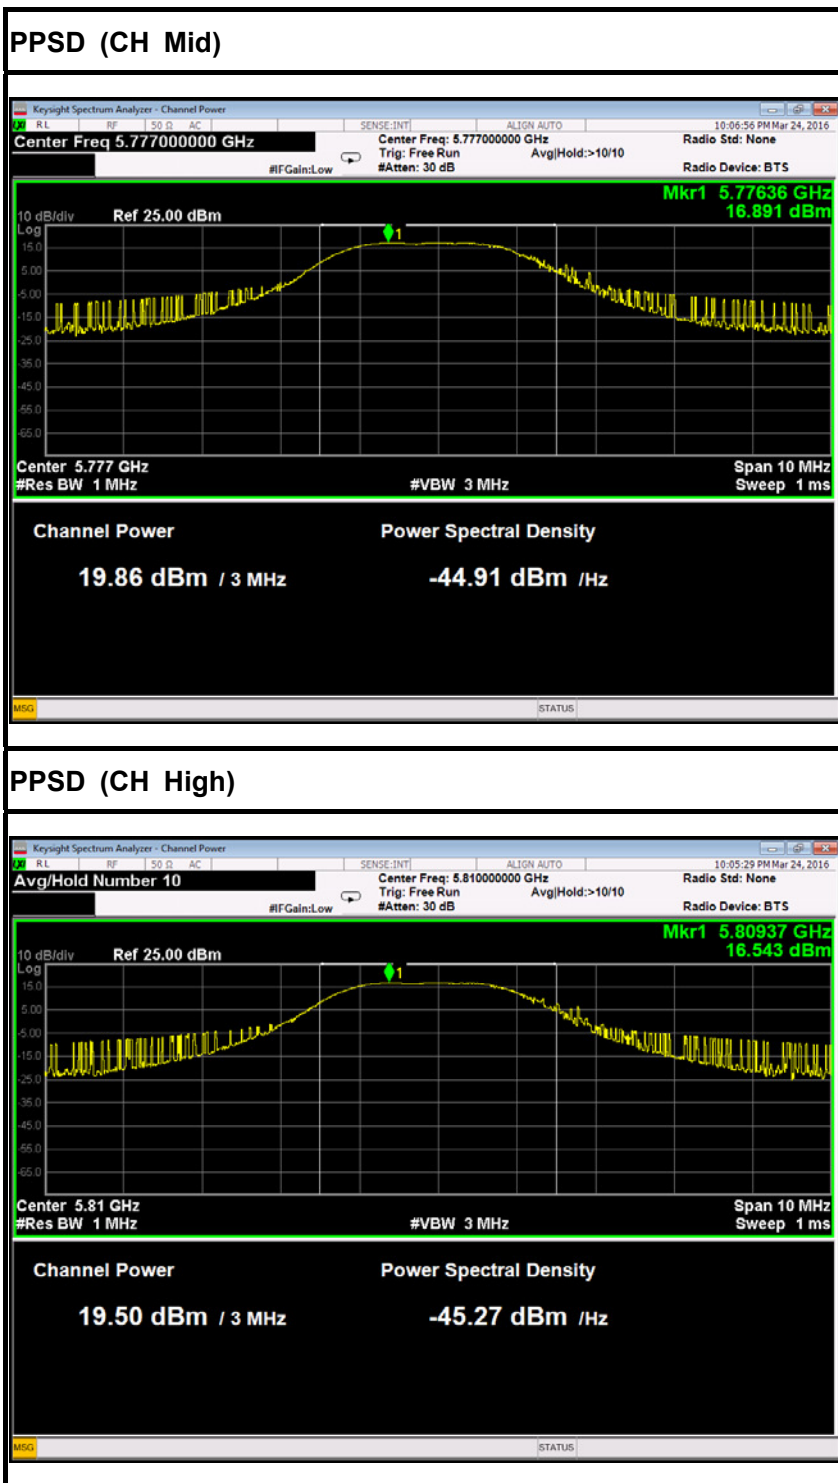 PPSD (CH Mid)
Keysight Spectrum Analyzer - Channel Power
LXI RL RF 50 Ω AC SENSE:INT ALIGN AUTO 10:06:56 PM Mar 24, 2016
Center Freq 5.777000000 GHz Center Freq: 5.777000000 GHz Radio Std: None
Trig: Free Run Avg|Hold:>10/10
#IFGain:Low #Atten: 30 dB Radio Device: BTS
Mkr1 5.77636 GHz
16.891 dBm
10 dB/div Ref 25.00 dBm
Log
1
15.0
5.00
-5.00
-15.0
-25.0
-35.0
-45.0
-55.0
-65.0
Center 5.777 GHz Span 10 MHz
#Res BW 1 MHz #VBW 3 MHz Sweep 1 ms
Channel Power Power Spectral Density
19.86 dBm / 3 MHz -44.91 dBm /Hz
MSG STATUS
PPSD (CH High)
Keysight Spectrum Analyzer - Channel Power
LXI RL RF 50 Ω AC SENSE:INT ALIGN AUTO 10:05:29 PM Mar 24, 2016
Avg/Hold Number 10 Center Freq: 5.810000000 GHz Radio Std: None
Trig: Free Run Avg|Hold:>10/10
#IFGain:Low #Atten: 30 dB Radio Device: BTS
Mkr1 5.80937 GHz
16.543 dBm
10 dB/div Ref 25.00 dBm
Log
1
15.0
5.00
-5.00
-15.0
-25.0
-35.0
-45.0
-55.0
-65.0
Center 5.81 GHz Span 10 MHz
#Res BW 1 MHz #VBW 3 MHz Sweep 1 ms
Channel Power Power Spectral Density
19.50 dBm / 3 MHz -45.27 dBm /Hz
MSG STATUS